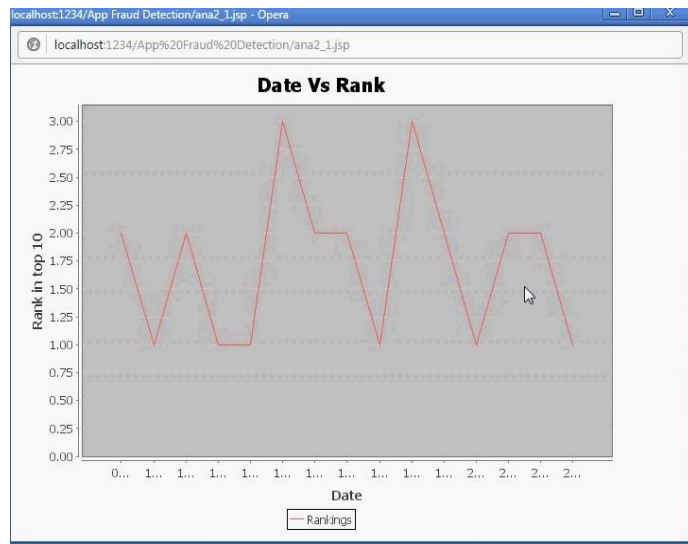 localhost:1234/App Fraud Detection/ana2_1.jsp - Opera
localhost:1234/App%20Fraud%20Detection/ana2_1.jsp
Date Vs Rank
3.00
2.75
2.50
2.25
2.00
1.75
1.50
1.25
1.00
0.75
0.50
0.25
0.00
Rank in top 10
0... 1... 1... 1... 1... 1... 1... 1... 1... 1... 1... 2... 2... 2... 2...
Date
Rankings